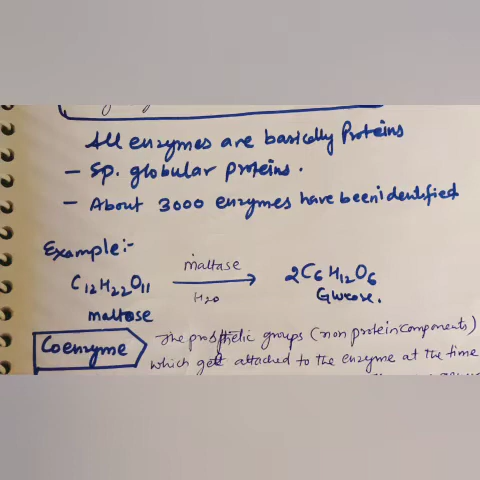 All enzymes are basically Proteins
– Sp. globular proteins.
– About 3000 enzymes have been identified
Example:-
C12H22O11 maltase H2O 2C6H12O6
maltose Glucose.
Coenzyme The prosthetic groups (non protein components)
which get attached to the enzyme at the time